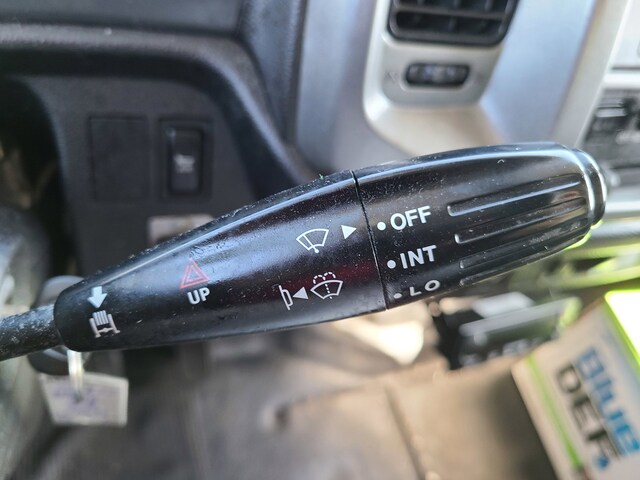 OFF
INT
LO
UP
Blue
DEF